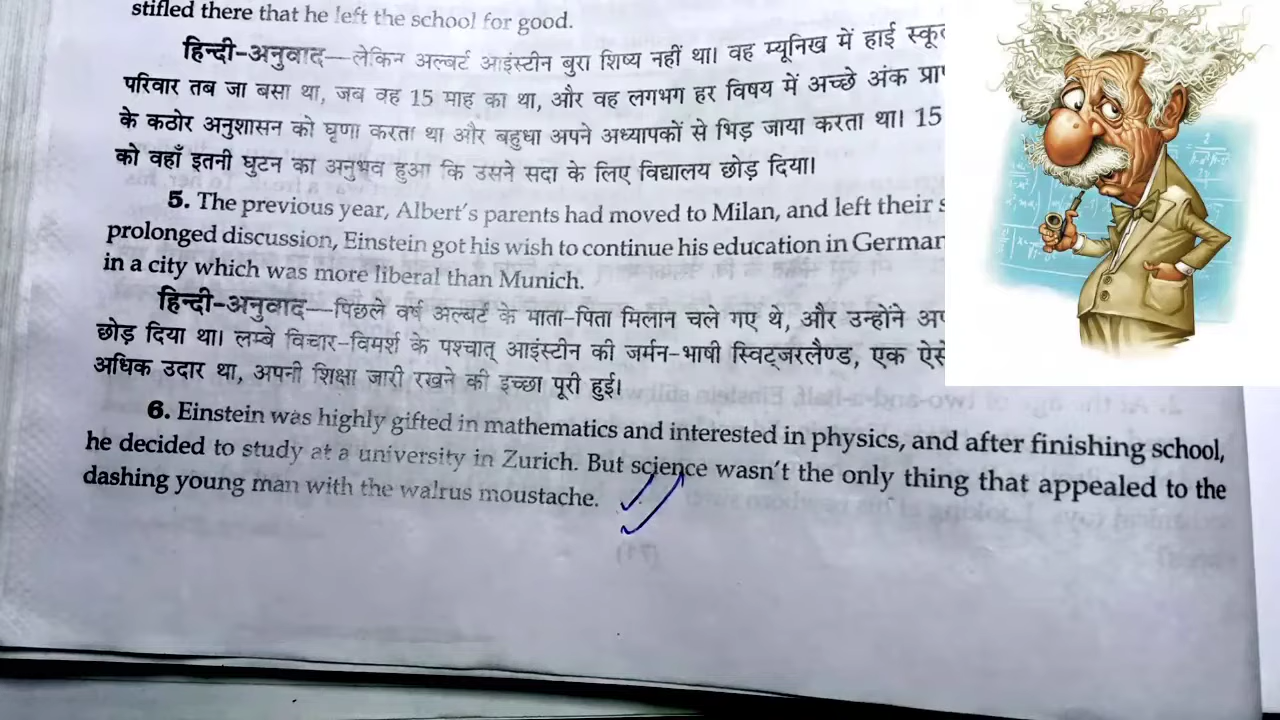 stifled there that he left the school for good.
हिन्दी-अनुवाद—लेकिन अल्बर्ट आइंस्टीन बुरा शिष्य नहीं था। वह म्यूनिख में हाई
परिवार तब जा बसा था, जब वह 15 माह का था, और वह लगभग हर विषय में अच्छे अंक
के कठोर अनुशासन को घृणा करता था और बहुधा अपने अध्यापकों से भिड़ जाया करता था। 15
को वहाँ इतनी घुटन का अनुभव हुआ कि उसने सदा के लिए विद्यालय छोड़ दिया।
5. The previous year, Albert's parents had moved to Milan, and left their
prolonged discussion, Einstein got his wish to continue his education in
in a city which was more liberal than Munich.
हिन्दी-अनुवाद—पिछले वर्ष अल्बर्ट के माता-पिता मिलान चले गए थे, और उन्होंने
छोड़ दिया था। लम्बे विचार-विमर्श के पश्चात् आइंस्टीन की जर्मन-भाषी स्विट्जरलैण्ड, एक
अधिक उदार था, अपनी शिक्षा जारी रखने की इच्छा पूरी हुई।
6. Einstein was highly gifted in mathematics and interested in physics, and after finishing school,
he decided to study at a university in Zurich. But science wasn't the only thing that appealed to the
dashing young man with the walrus moustache.